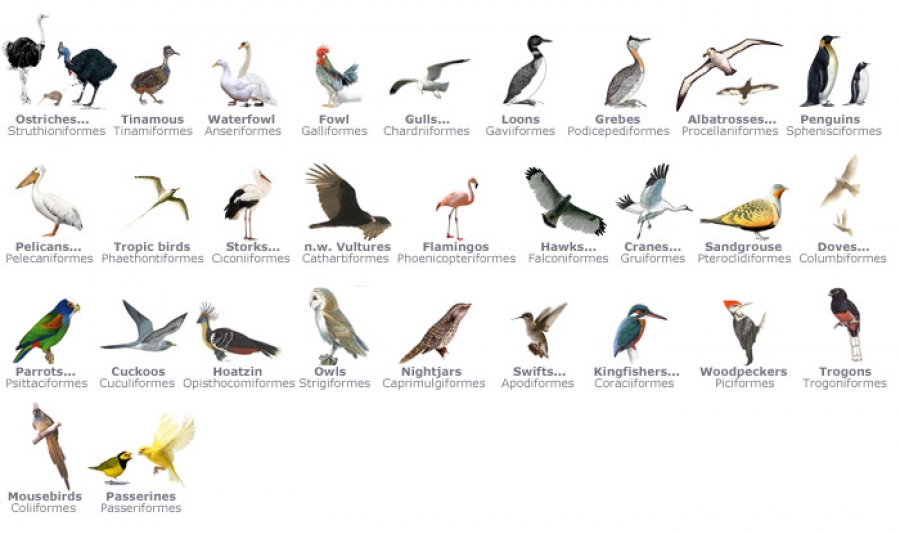 Ostriches... Tinamous Waterfowl Fowl Gulls... Loons Grebes Albatrosses... Penguins
Struthioniformes Tinamiformes Anseriformes Galliformes Chardriiformes Gaviiformes Podicepediformes Procellariiformes Sphenisciformes
Pelicans... Tropic birds Storks... n.w. Vultures Flamingos Hawks... Cranes... Sandgrouse Doves...
Pelecaniformes Phaethontiformes Ciconiiformes Cathartiformes Phoenicopteriformes Falconiformes Gruiformes Pteroclidiformes Columbiformes
Parrots... Cuckoos Hoatzin Owls Nightjars Swifts... Kingfishers... Woodpeckers Trogons
Psittaciformes Cuculiformes Opisthocomiformes Strigiformes Caprimulgiformes Apodiformes Coraciiformes Piciformes Trogoniformes
Mousebirds Passerines
Coliiformes Passeriformes